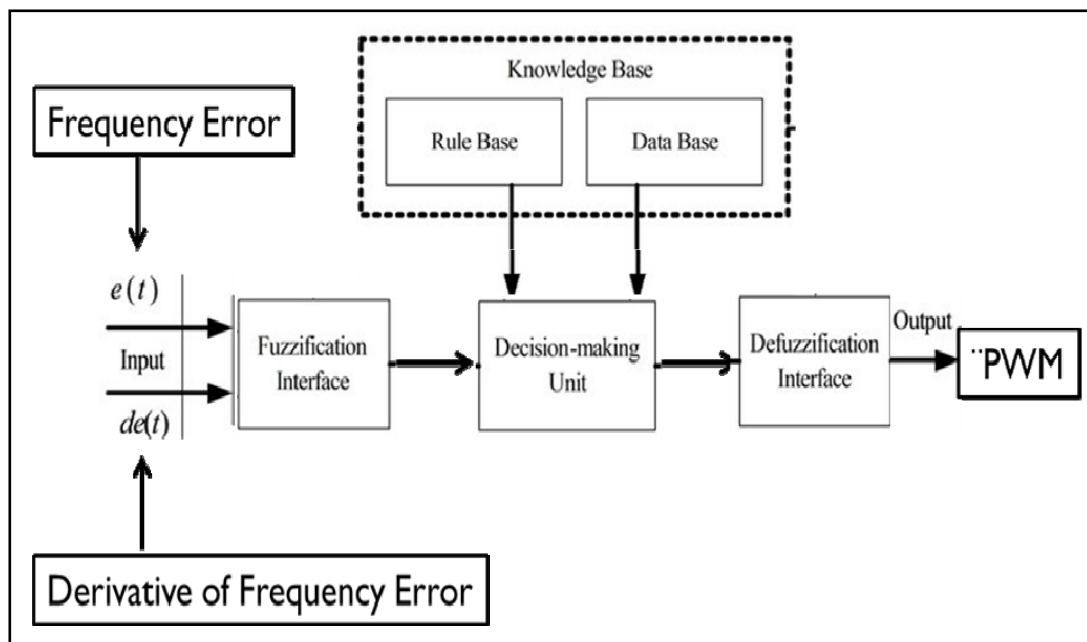 Knowledge Base
Rule Base
Data Base
Frequency Error
e(t)
Input
de(t)
Fuzzification
Interface
Decision-making
Unit
Defuzzification
Interface
Output
¨PWM
Derivative of Frequency Error